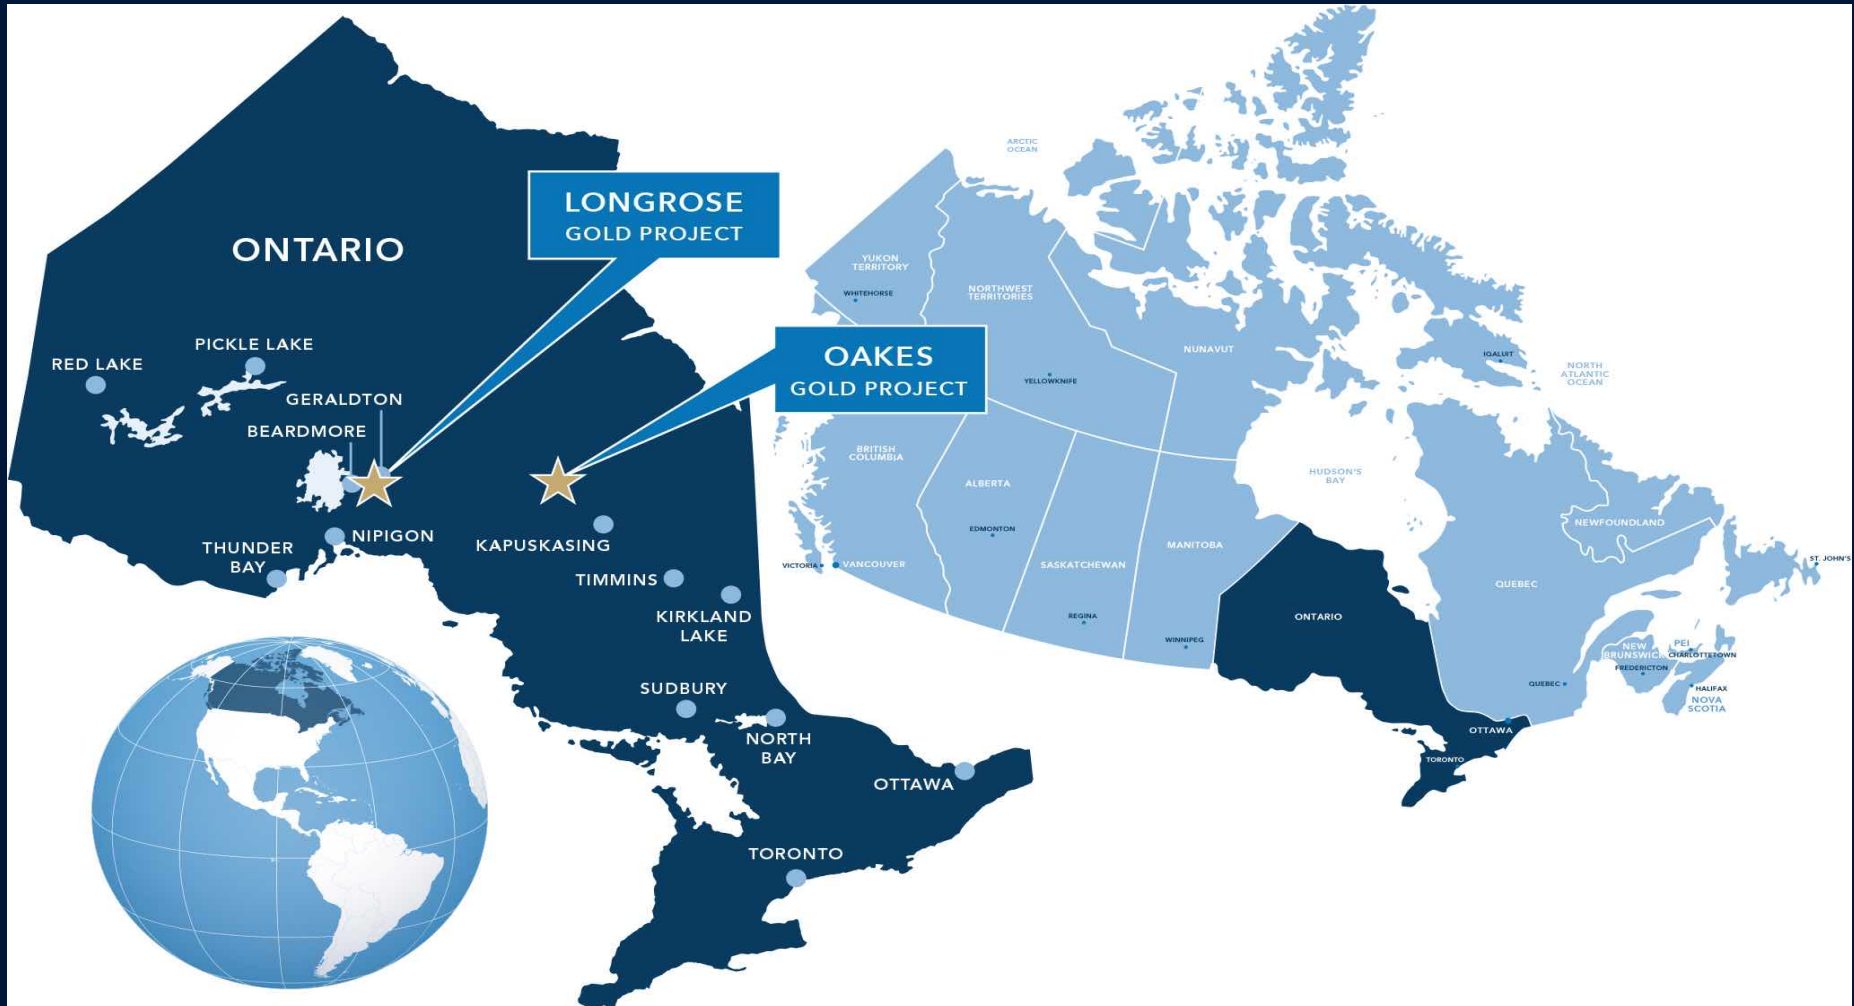 ONTARIO
LONGROSE
GOLD PROJECT
OAKES
GOLD PROJECT
RED LAKE
PICKLE LAKE
GERALDTON
BEARDMORE
NIPIGON
THUNDER
BAY
KAPUSKASING
TIMMINS
KIRKLAND
LAKE
SUDBURY
NORTH
BAY
OTTAWA
TORONTO
ARCTIC
OCEAN
YUKON
TERRITORY
WHITEHORSE
NORTHWEST
TERRITORIES
YELLOWKNIFE
NUNAVUT
IQALUIT
NORTH
ATLANTIC
OCEAN
BRITISH
COLUMBIA
ALBERTA
EDMONTON
HUDSON'S
BAY
VICTORIA
VANCOUVER
SASKATCHEWAN
REGINA
MANITOBA
WINNIPEG
ONTARIO
NEWFOUNDLAND
ST. JOHN'S
QUEBEC
QUEBEC
NEW
BRUNSWICK
FREDERICTON
PEI
CHARLOTTETOWN
HALIFAX
NOVA
SCOTIA
OTTAWA
TORONTO